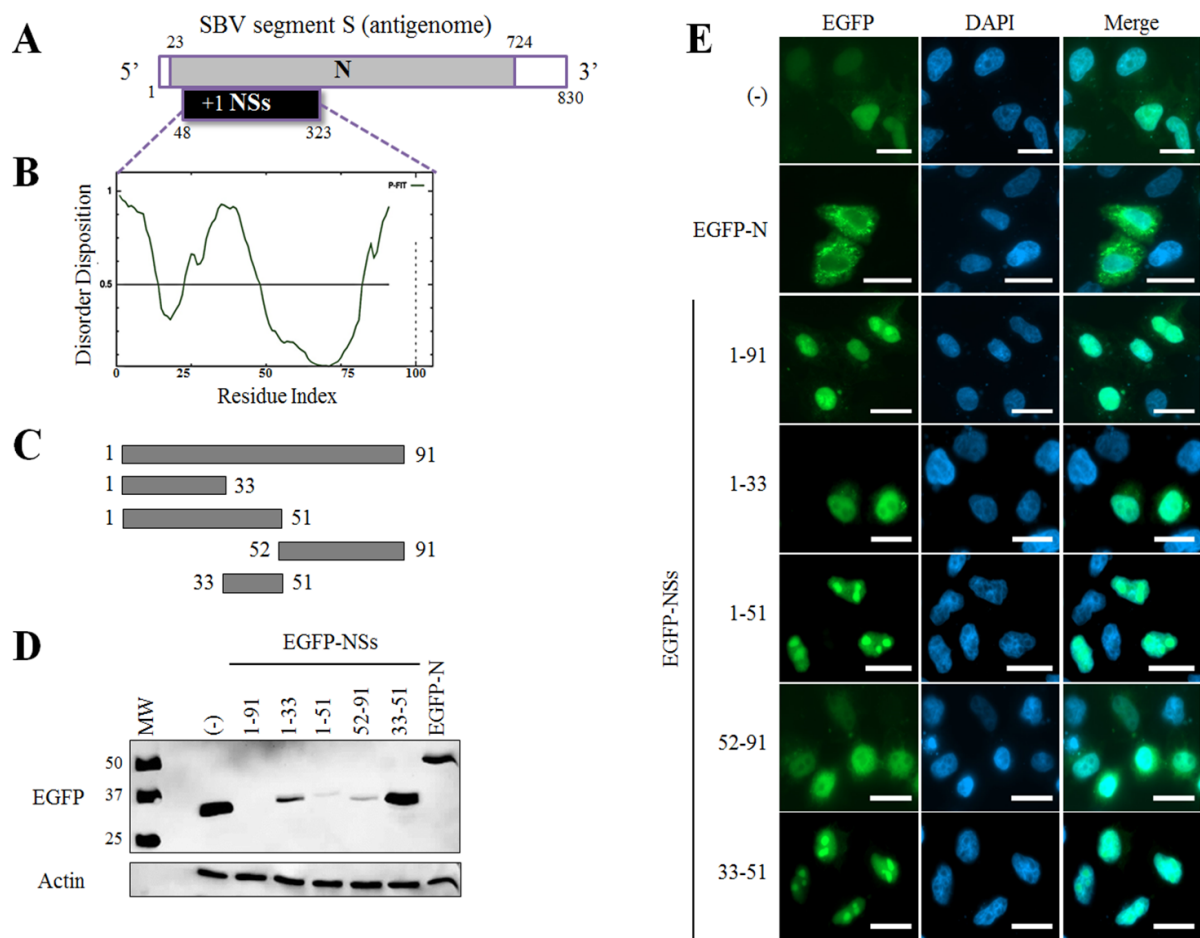 A
SBV segment S (antigenome)
23
724
5’
N
3’
1
+1 NSs
830
48
323
B
P-FIT
1
0.5
Disorder Disposition
0 25 50 75 100
Residue Index
C
1 91
1 33
1 51
52 91
33 51
D
EGFP-NSs
MW
(-)
1-91
1-33
1-51
52-91
33-51
EGFP-N
50
EGFP 37
25
Actin
E
EGFP DAPI Merge
(-)
EGFP-N
EGFP-NSs
1-91
1-33
1-51
52-91
33-51